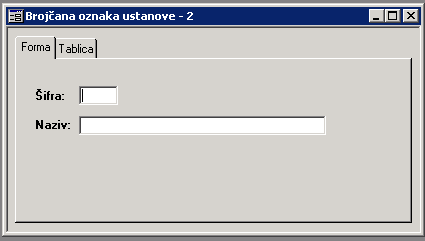 Brojčana oznaka ustanove - 2
Forma Tablica
Šifra:
Naziv: